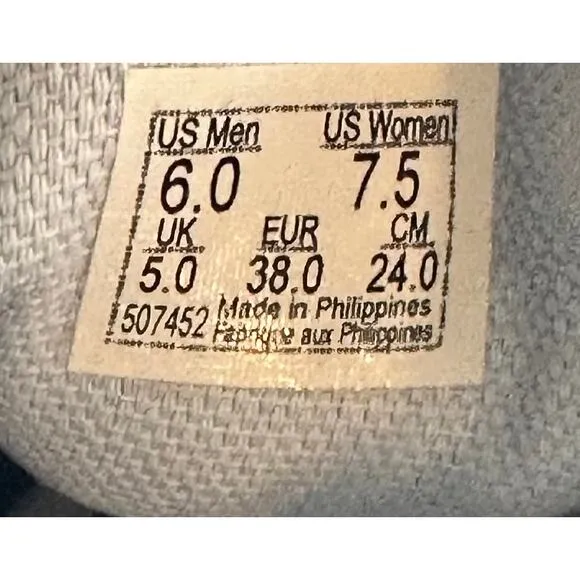 US Men US Women
6.0 7.5
UK EUR CM
5.0 38.0 24.0
507452 Made in Philippines
Fabrique aux Philippines